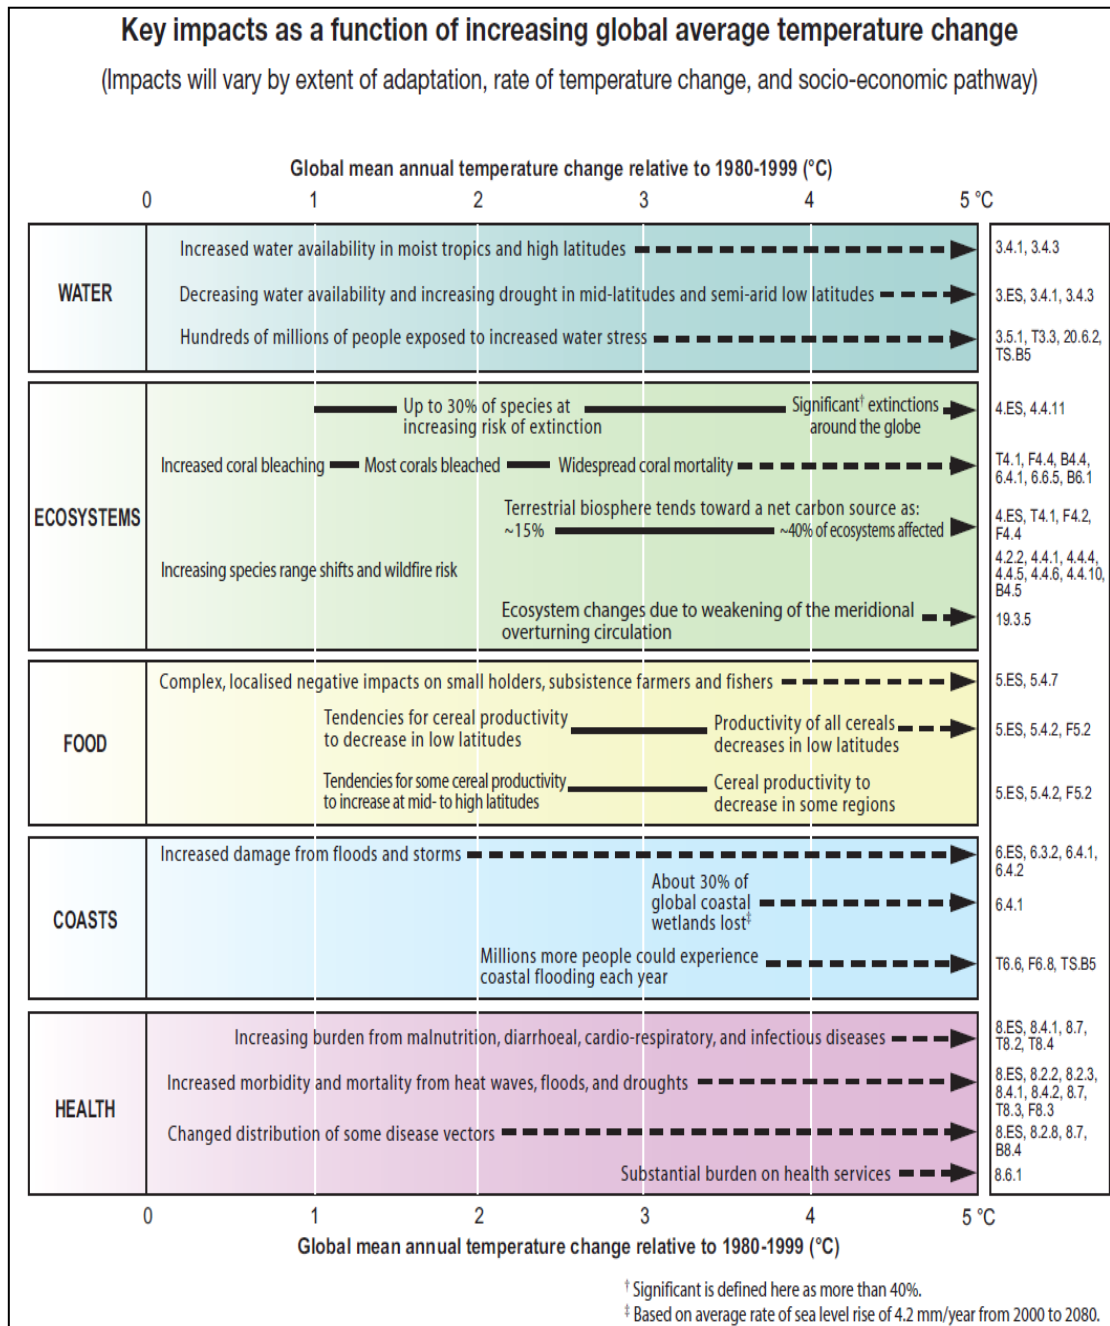 Key impacts as a function of increasing global average temperature change
(Impacts will vary by extent of adaptation, rate of temperature change, and socio-economic pathway)
Global mean annual temperature change relative to 1980-1999 (°C)
0 1 2 3 4 5 °C
WATER
Increased water availability in moist tropics and high latitudes
3.4.1, 3.4.3
Decreasing water availability and increasing drought in mid-latitudes and semi-arid low latitudes
3.ES, 3.4.1, 3.4.3
Hundreds of millions of people exposed to increased water stress
3.5.1, T3.3, 20.6.2,
TS.B5
ECOSYSTEMS
Up to 30% of species at
increasing risk of extinction
Significant† extinctions
around the globe
4.ES, 4.4.11
Increased coral bleaching
Most corals bleached
Widespread coral mortality
T4.1, F4.4, B4.4,
6.4.1, 6.6.5, B6.1
Terrestrial biosphere tends toward a net carbon source as:
~15%
~40% of ecosystems affected
4.ES, T4.1, F4.2,
F4.4
Increasing species range shifts and wildfire risk
4.2.2, 4.4.1, 4.4.4,
4.4.5, 4.4.6, 4.4.10,
B4.5
Ecosystem changes due to weakening of the meridional
overturning circulation
19.3.5
FOOD
Complex, localised negative impacts on small holders, subsistence farmers and fishers
5.ES, 5.4.7
Tendencies for cereal productivity
to decrease in low latitudes
Productivity of all cereals
decreases in low latitudes
5.ES, 5.4.2, F5.2
Tendencies for some cereal productivity
to increase at mid- to high latitudes
Cereal productivity to
decrease in some regions
5.ES, 5.4.2, F5.2
COASTS
Increased damage from floods and storms
6.ES, 6.3.2, 6.4.1,
6.4.2
About 30% of
global coastal
wetlands lost‡
6.4.1
Millions more people could experience
coastal flooding each year
T6.6, F6.8, TS.B5
HEALTH
Increasing burden from malnutrition, diarrhoeal, cardio-respiratory, and infectious diseases
8.ES, 8.4.1, 8.7,
T8.2, T8.4
Increased morbidity and mortality from heat waves, floods, and droughts
8.ES, 8.2.2, 8.2.3,
8.4.1, 8.4.2, 8.7,
T8.3, F8.3
Changed distribution of some disease vectors
8.ES, 8.2.8, 8.7,
B8.4
Substantial burden on health services
8.6.1
0 1 2 3 4 5 °C
Global mean annual temperature change relative to 1980-1999 (°C)
† Significant is defined here as more than 40%.
‡ Based on average rate of sea level rise of 4.2 mm/year from 2000 to 2080.